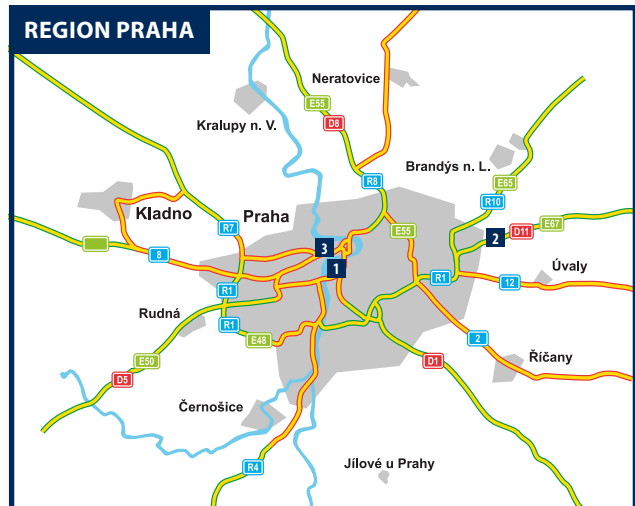 REGION PRAHA
Neratovice
E55
D8
Kralupy n. V.
Brandýs n. L.
R8
E65
R10
Kladno
Praha
R7
E55
E67
D11
2
3
8
1
R1
Úvaly
12
R1
Rudná
R1
E48
2
E50
D1
Říčany
D5
Černošice
R4
Jílové u Prahy